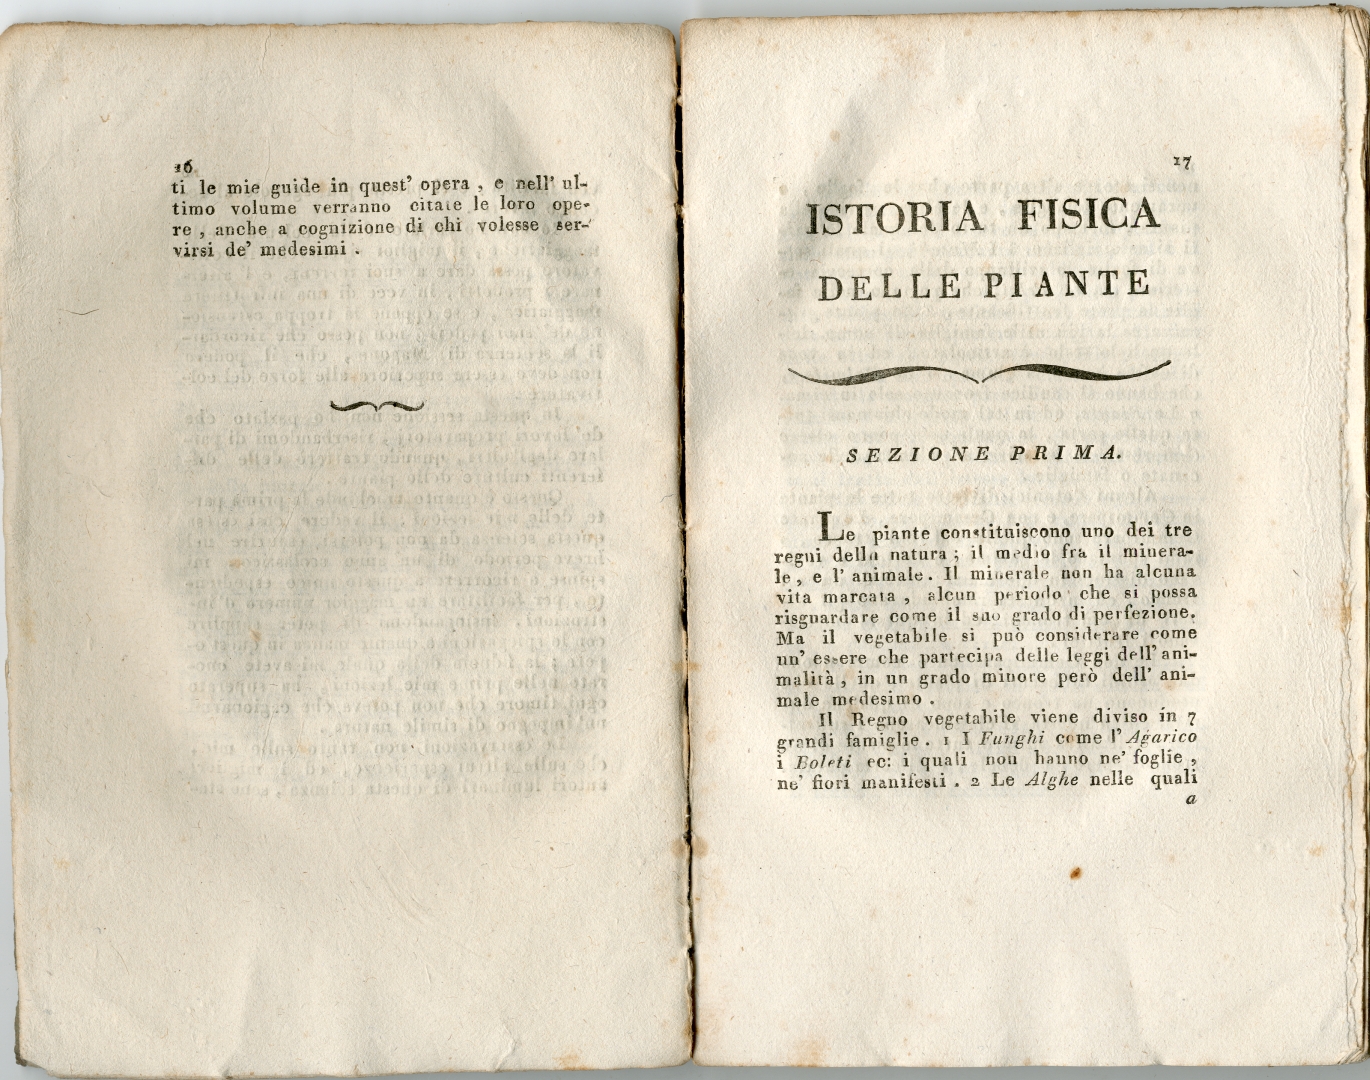 16
ti le mie guide in quest' opera , e nell' ul-
timo volume verranno citate le loro ope-
re , anche a cognizione di chi volesse ser-
virsi de' medesimi .
17
ISTORIA FISICA
DELLE PIANTE
SEZIONE PRIMA.
Le piante constituiscono uno dei tre
regni della natura ; il medio fra il minera-
le , e l' animale . Il minerale non ha alcuna
vita marcata , alcun periodo che si possa
risguardare come il suo grado di perfezione.
Ma il vegetabile si può considerare come
un' essere che partecipa delle leggi dell' ani-
malità , in un grado minore però dell' ani-
male medesimo .
Il Regno vegetabile viene diviso in 7
grandi famiglie . 1 I Funghi come l' Agarico
i Boleti ec: i quali non hanno ne' foglie ,
ne' fiori manifesti . 2 Le Alghe nelle quali
a